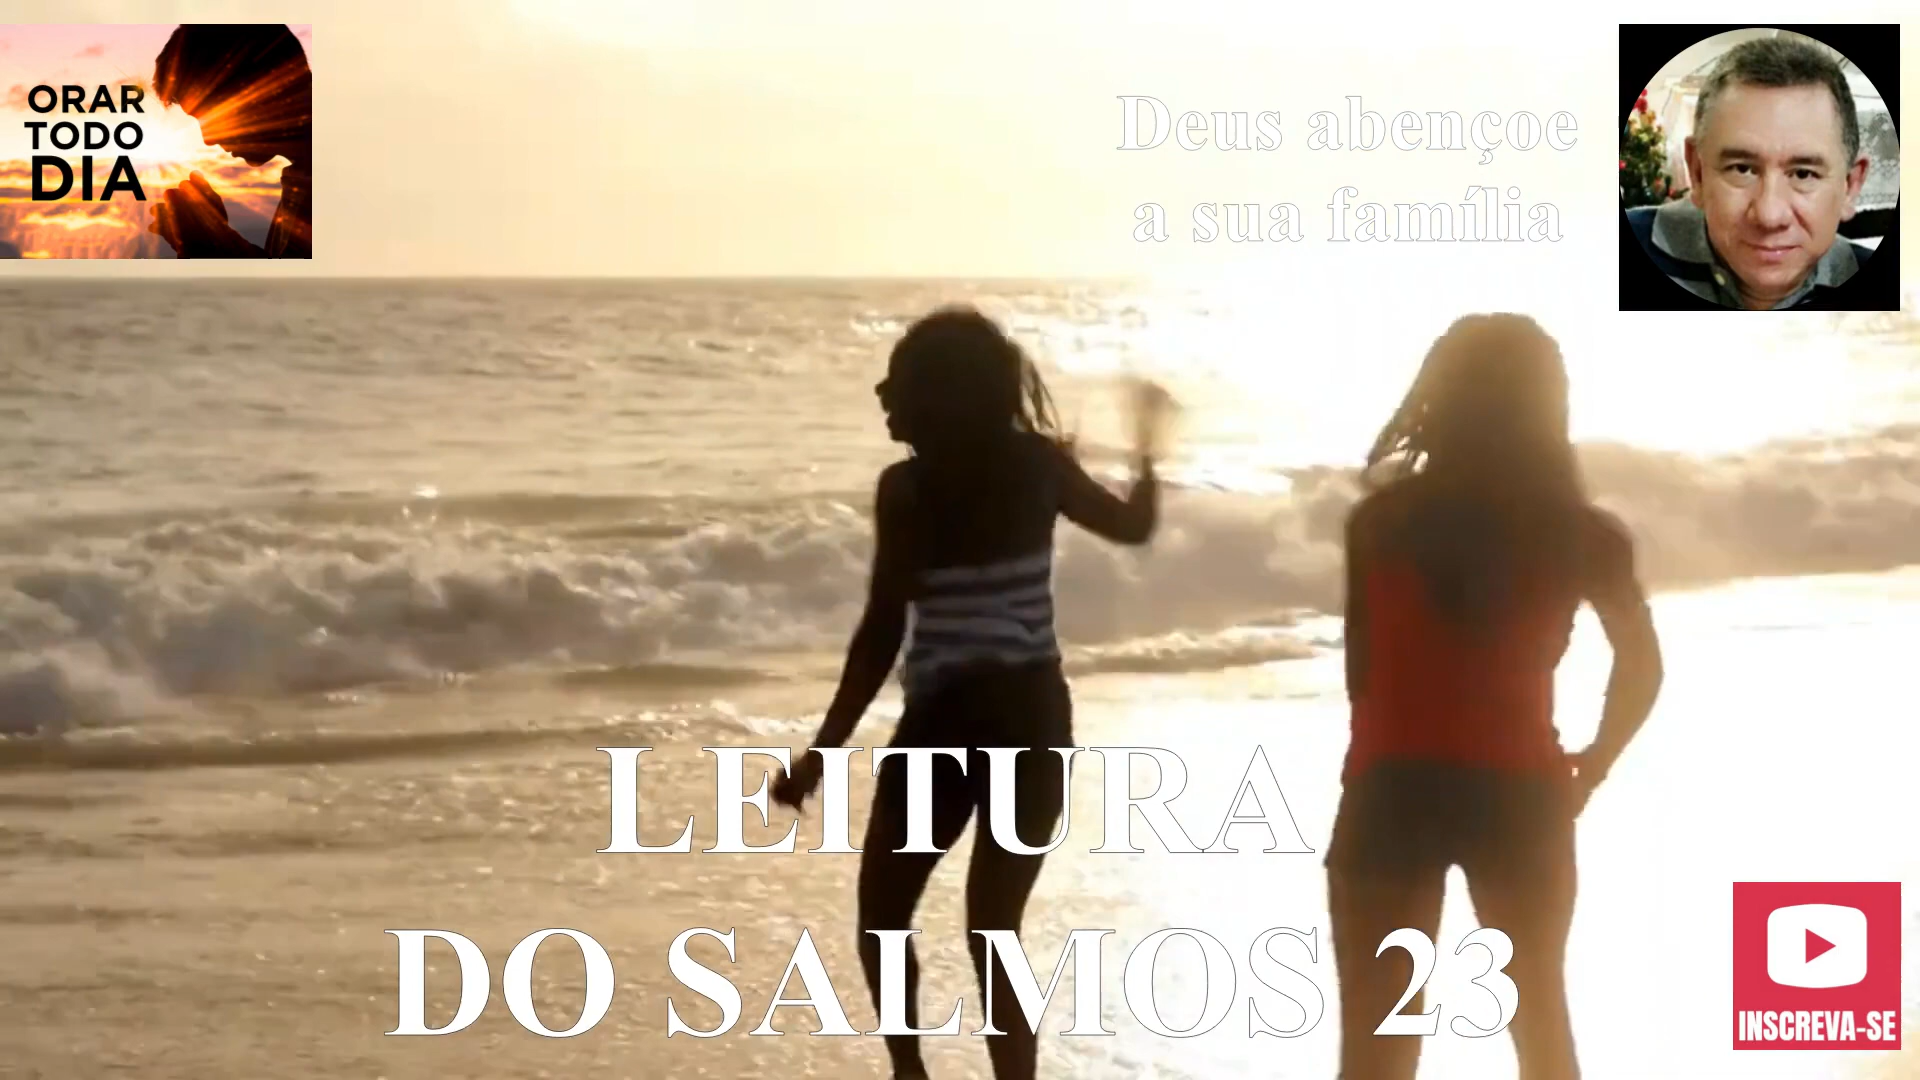 ORAR
TODO
DIA
Deus abençoe
a sua família
LEITURA
DO SALMOS 23
INSCREVA-SE